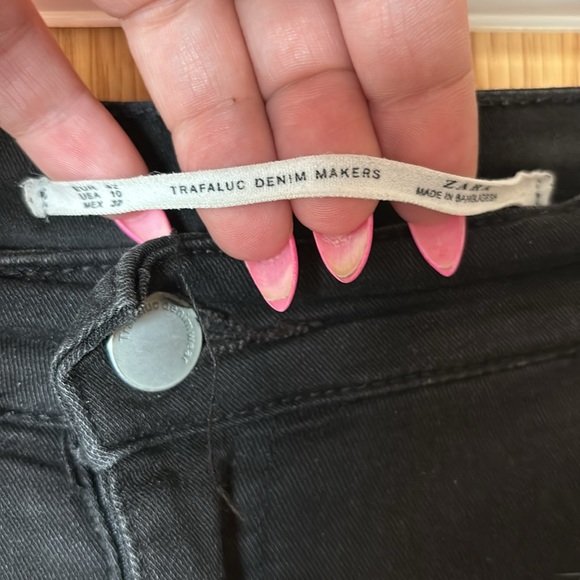 EUR 42
USA 10
MEX 32
TRAFALUC DENIM MAKERS
ZARA
MADE IN BANGLADESH